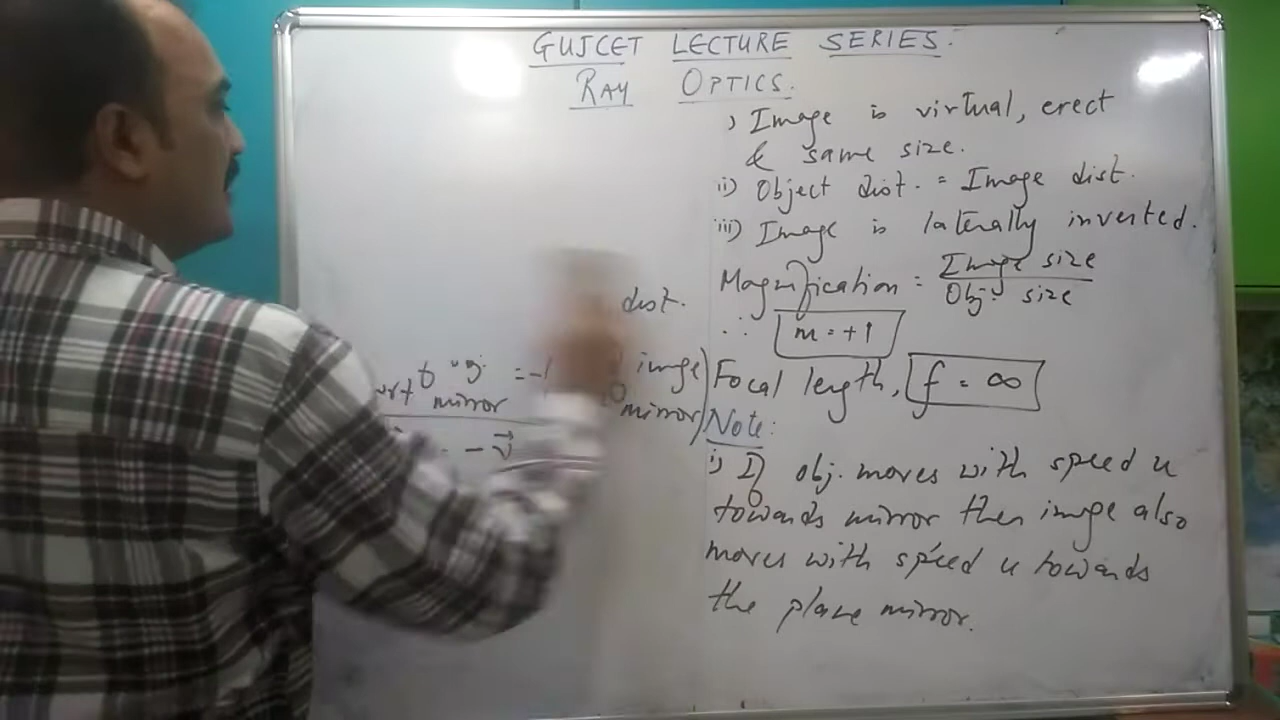 GUJCET LECTURE SERIES.
RAY OPTICS.
i) Image is virtual, erect
& same size.
ii) Object dist. = Image dist.
iii) Image is laterally inverted.
Magnification = Image size / Obj. size
∴ m = +1
Focal length, f = ∞
Note:
i) If obj. moves with speed u
towards mirror then image also
moves with speed u towards
the plane mirror.
dist.
image
mirror mirror
- v⃗